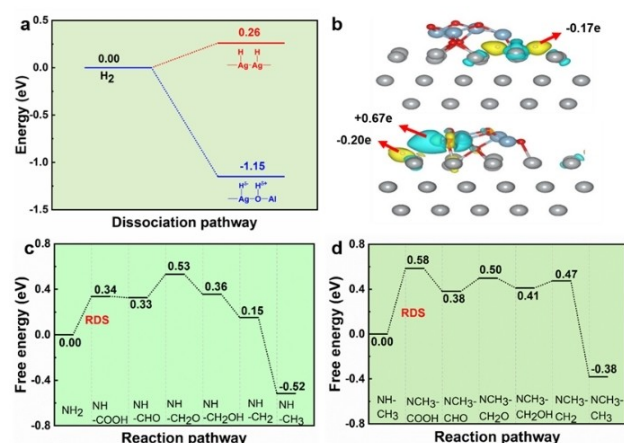 a
0.5
0.0
-0.5
-1.0
-1.5
Energy (eV)
0.00
H2
0.26
H H
—Ag—Ag—
-1.15
Hδ- Hδ+
—Ag—O—Al
Dissociation pathway
b
-0.17e
+0.67e
-0.20e
c
0.8
0.4
0.0
-0.4
-0.8
Free energy (eV)
0.00
0.34
0.33
0.53
0.36
0.15
-0.52
RDS
NH2
NH -COOH
NH -CHO
NH -CH2O
NH -CH2OH
NH -CH2
NH -CH3
Reaction pathway
d
0.8
0.4
0.0
-0.4
-0.8
Free energy (eV)
0.00
0.58
0.38
0.50
0.41
0.47
-0.38
RDS
NH- CH3
NCH3- COOH
NCH3- CHO
NCH3- CH2O
NCH3- CH2OH
NCH3- CH2
NCH3- CH3
Reaction pathway